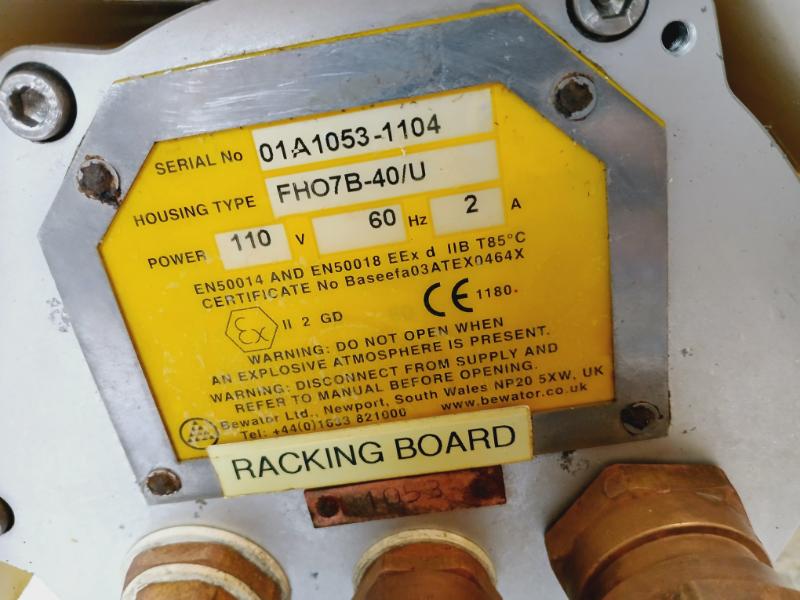 SERIAL No 01A1053-1104
HOUSING TYPE FHO7B-40/U
POWER 110 V 60 Hz 2 A
EN50014 AND EN50018 EEx d IIB T85°C
CERTIFICATE No Baseefa03ATEX0464X
Ex II 2 GD CE 1180.
WARNING: DO NOT OPEN WHEN
AN EXPLOSIVE ATMOSPHERE IS PRESENT.
WARNING: DISCONNECT FROM SUPPLY AND
REFER TO MANUAL BEFORE OPENING.
Bewator Ltd., Newport, South Wales NP20 5XW, UK
Tel: +44(0)1633 821000 www.bewator.co.uk
RACKING BOARD
1053